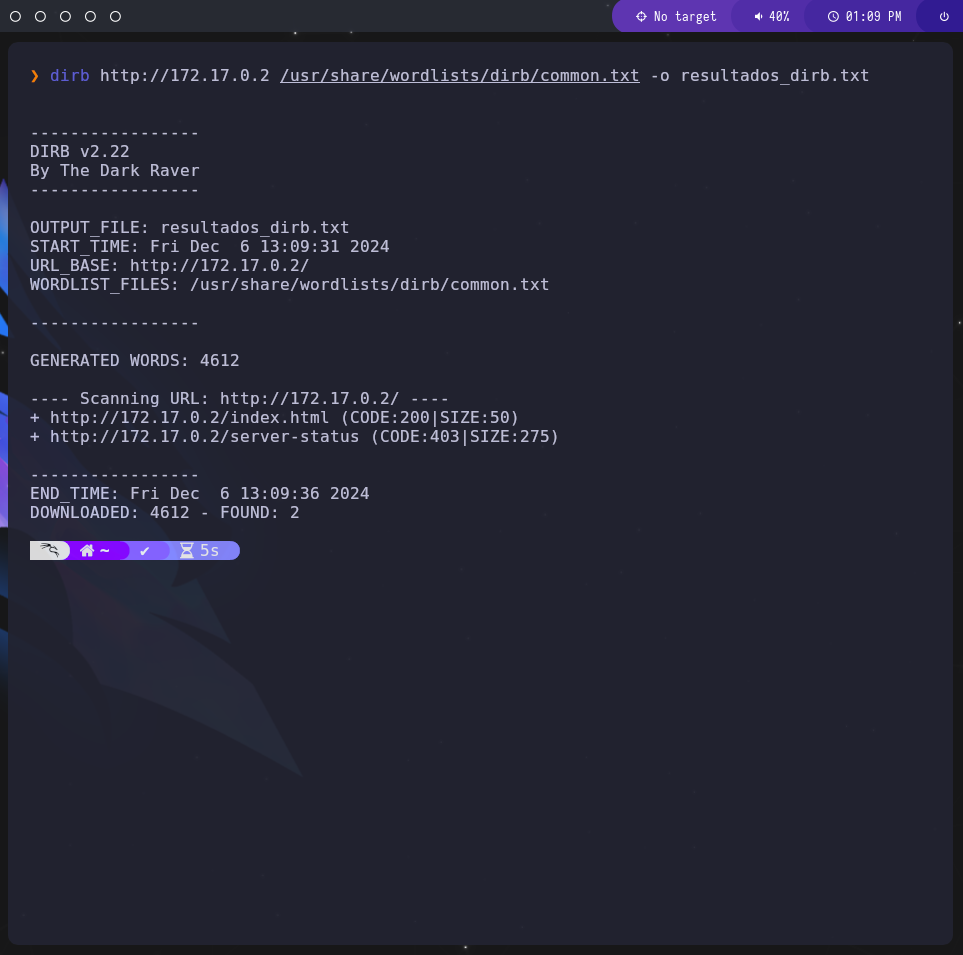 No target 40% 01:09 PM
❯ dirb http://172.17.0.2 /usr/share/wordlists/dirb/common.txt -o resultados_dirb.txt
-----------------
DIRB v2.22
By The Dark Raver
-----------------
OUTPUT_FILE: resultados_dirb.txt
START_TIME: Fri Dec  6 13:09:31 2024
URL_BASE: http://172.17.0.2/
WORDLIST_FILES: /usr/share/wordlists/dirb/common.txt
-----------------
GENERATED WORDS: 4612
---- Scanning URL: http://172.17.0.2/ ----
+ http://172.17.0.2/index.html (CODE:200|SIZE:50)
+ http://172.17.0.2/server-status (CODE:403|SIZE:275)
-----------------
END_TIME: Fri Dec  6 13:09:36 2024
DOWNLOADED: 4612 - FOUND: 2
~ ✔ 5s